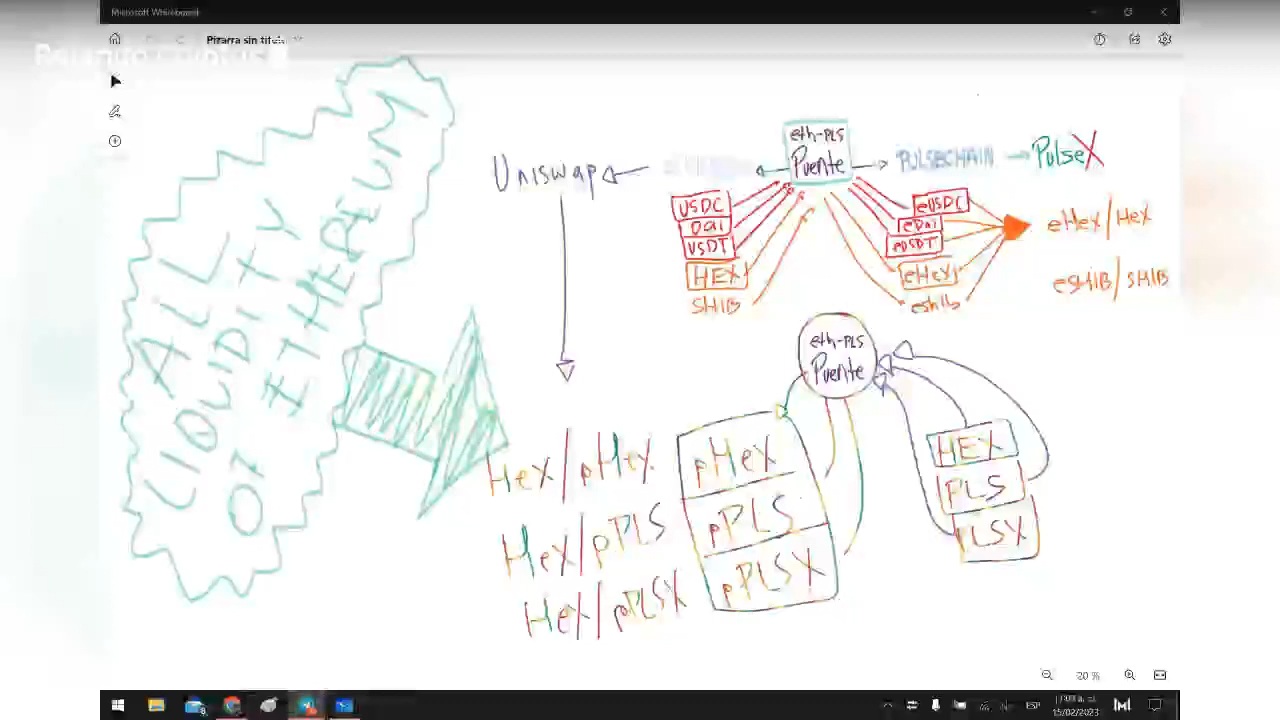 Microsoft Whiteboard
Pizarra sin título
ALL
LIQUIDITY
OF
ETHEREUM
Uniswap
eth-PLS
Puente
PULSECHAIN
PulseX
USDC
Dai
USDT
HEX
SHIB
eUSDC
eDai
eUSDT
eHex
eshib
eHex/Hex
eSHIB/SHIB
eth-PLS
Puente
Hex/pHex
Hex/pPLS
Hex/pPLSX
pHex
pPLS
pPLSX
HEX
PLS
PLSX
20 %
ESP
15/02/2023